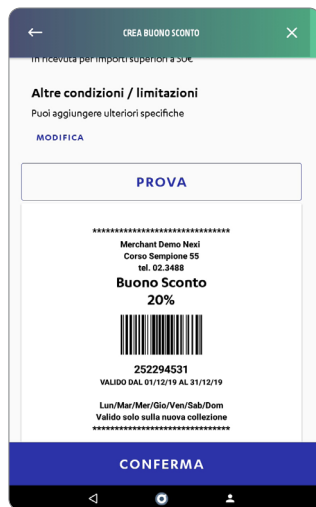 CREA BUONO SCONTO
in ricevuta per importi superiori a 50€
Altre condizioni / limitazioni
Puoi aggiungere ulteriori specifiche
MODIFICA
PROVA
*******************************
Merchant Demo Nexi
Corso Sempione 55
tel. 02.3488
Buono Sconto
20%
252294531
VALIDO DAL 01/12/19 AL 31/12/19
Lun/Mar/Mer/Gio/Ven/Sab/Dom
Valido solo sulla nuova collezione
*******************************
CONFERMA